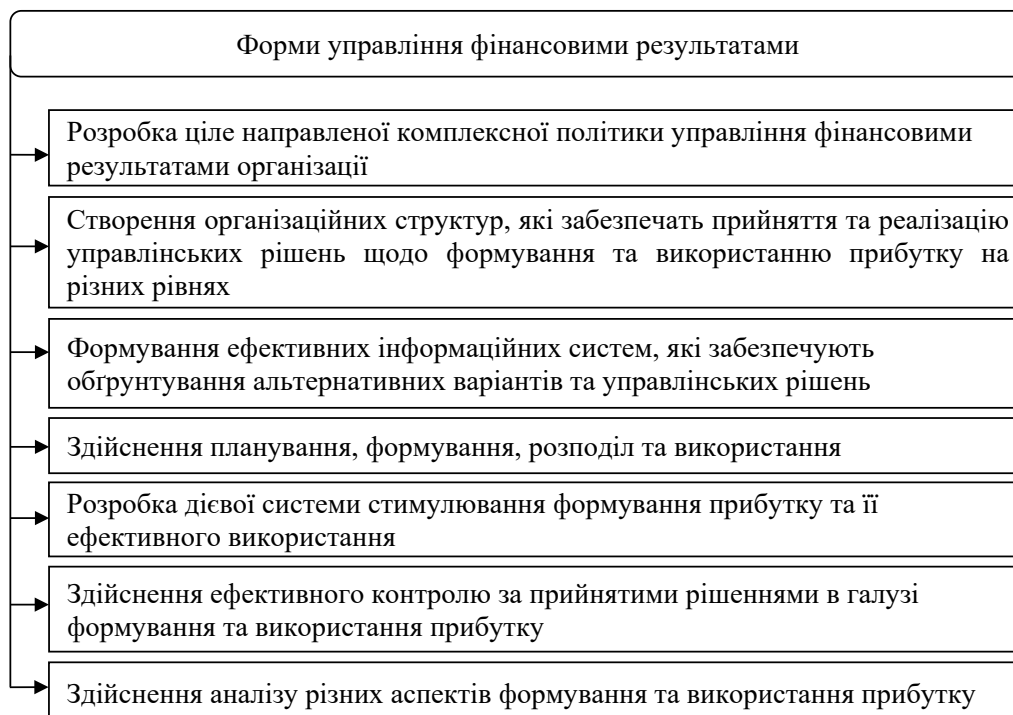 Форми управління фінансовими результатами
Розробка ціле направленої комплексної політики управління фінансовими
результатами організації
Створення організаційних структур, які забезпечать прийняття та реалізацію
управлінських рішень щодо формування та використанню прибутку на
різних рівнях
Формування ефективних інформаційних систем, які забезпечують
обґрунтування альтернативних варіантів та управлінських рішень
Здійснення планування, формування, розподіл та використання
Розробка дієвої системи стимулювання формування прибутку та її
ефективного використання
Здійснення ефективного контролю за прийнятими рішеннями в галузі
формування та використання прибутку
Здійснення аналізу різних аспектів формування та використання прибутку